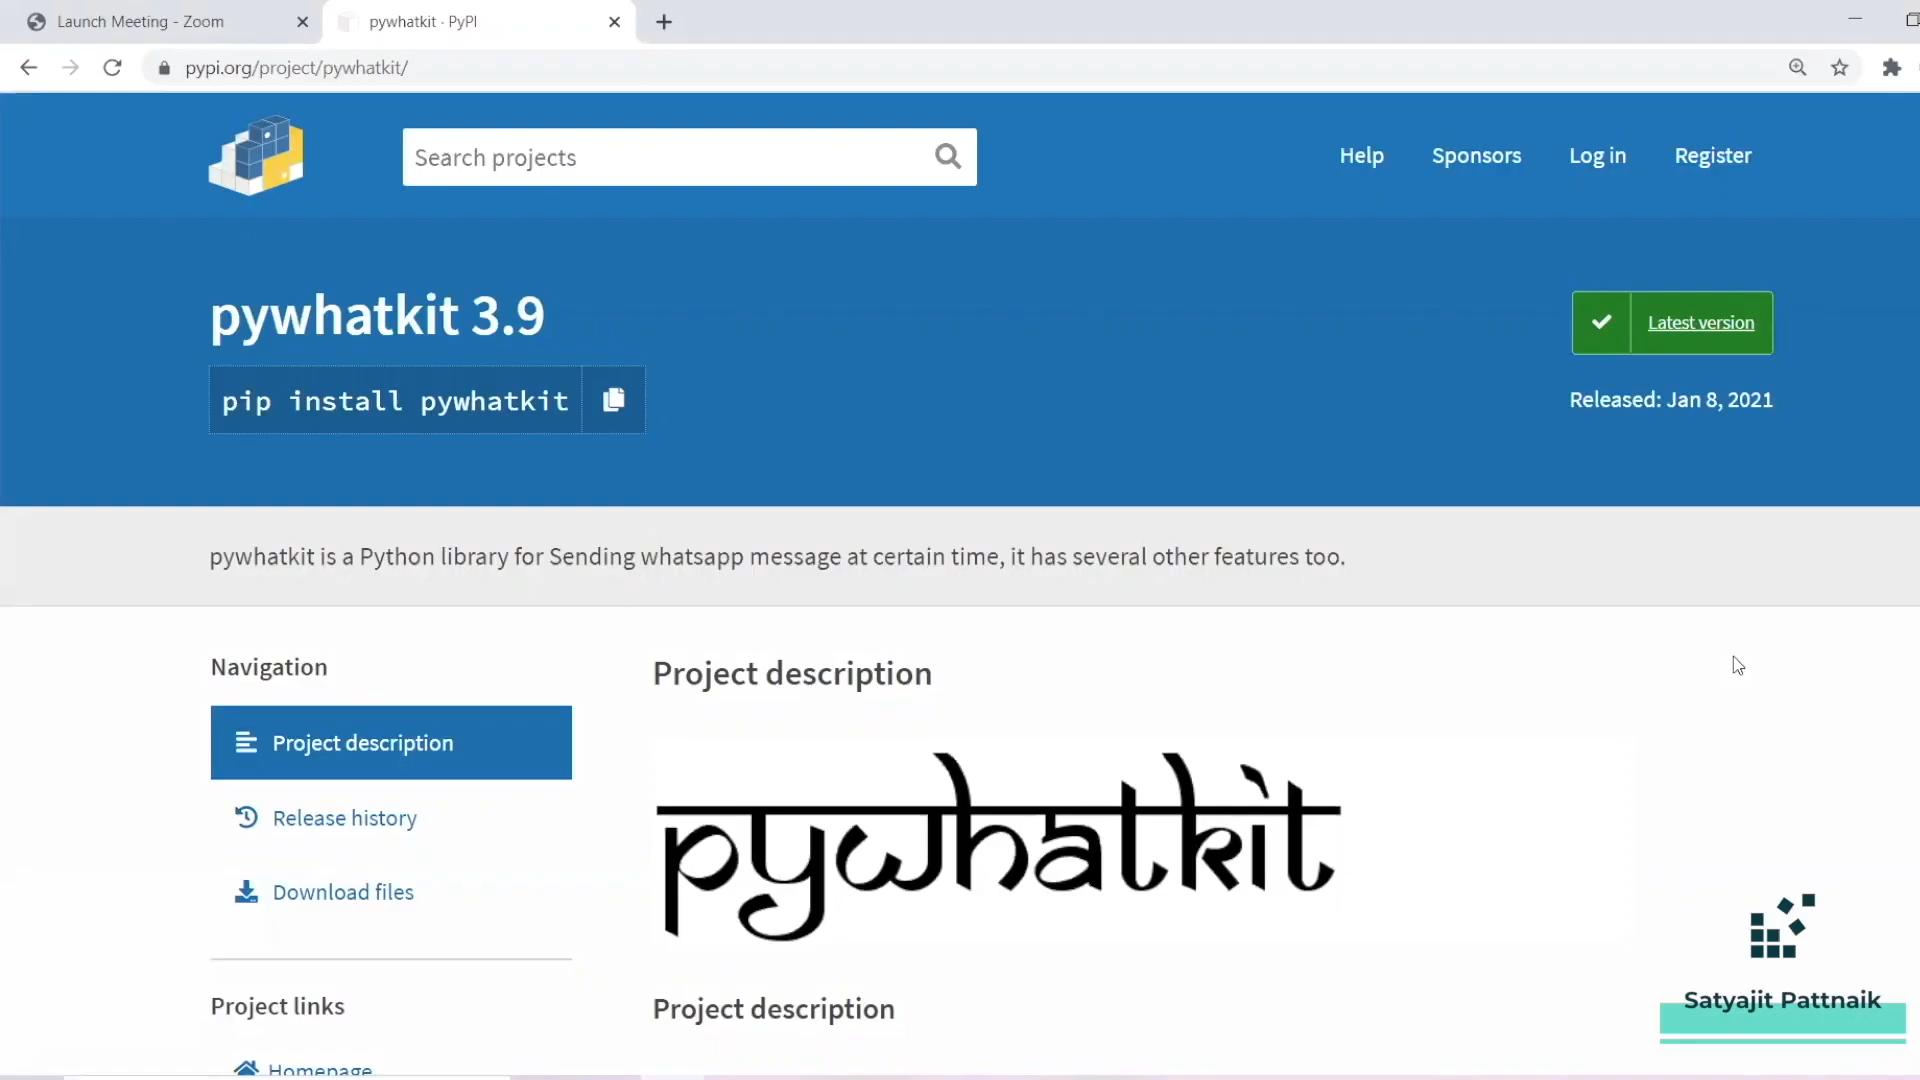 Launch Meeting - Zoom
pywhatkit · PyPI
pypi.org/project/pywhatkit/
Search projects
Help
Sponsors
Log in
Register
pywhatkit 3.9
Latest version
pip install pywhatkit
Released: Jan 8, 2021
pywhatkit is a Python library for Sending whatsapp message at certain time, it has several other features too.
Navigation
Project description
Release history
Download files
Project links
Homepage
Project description
pywhatkit
Project description
Satyajit Pattnaik